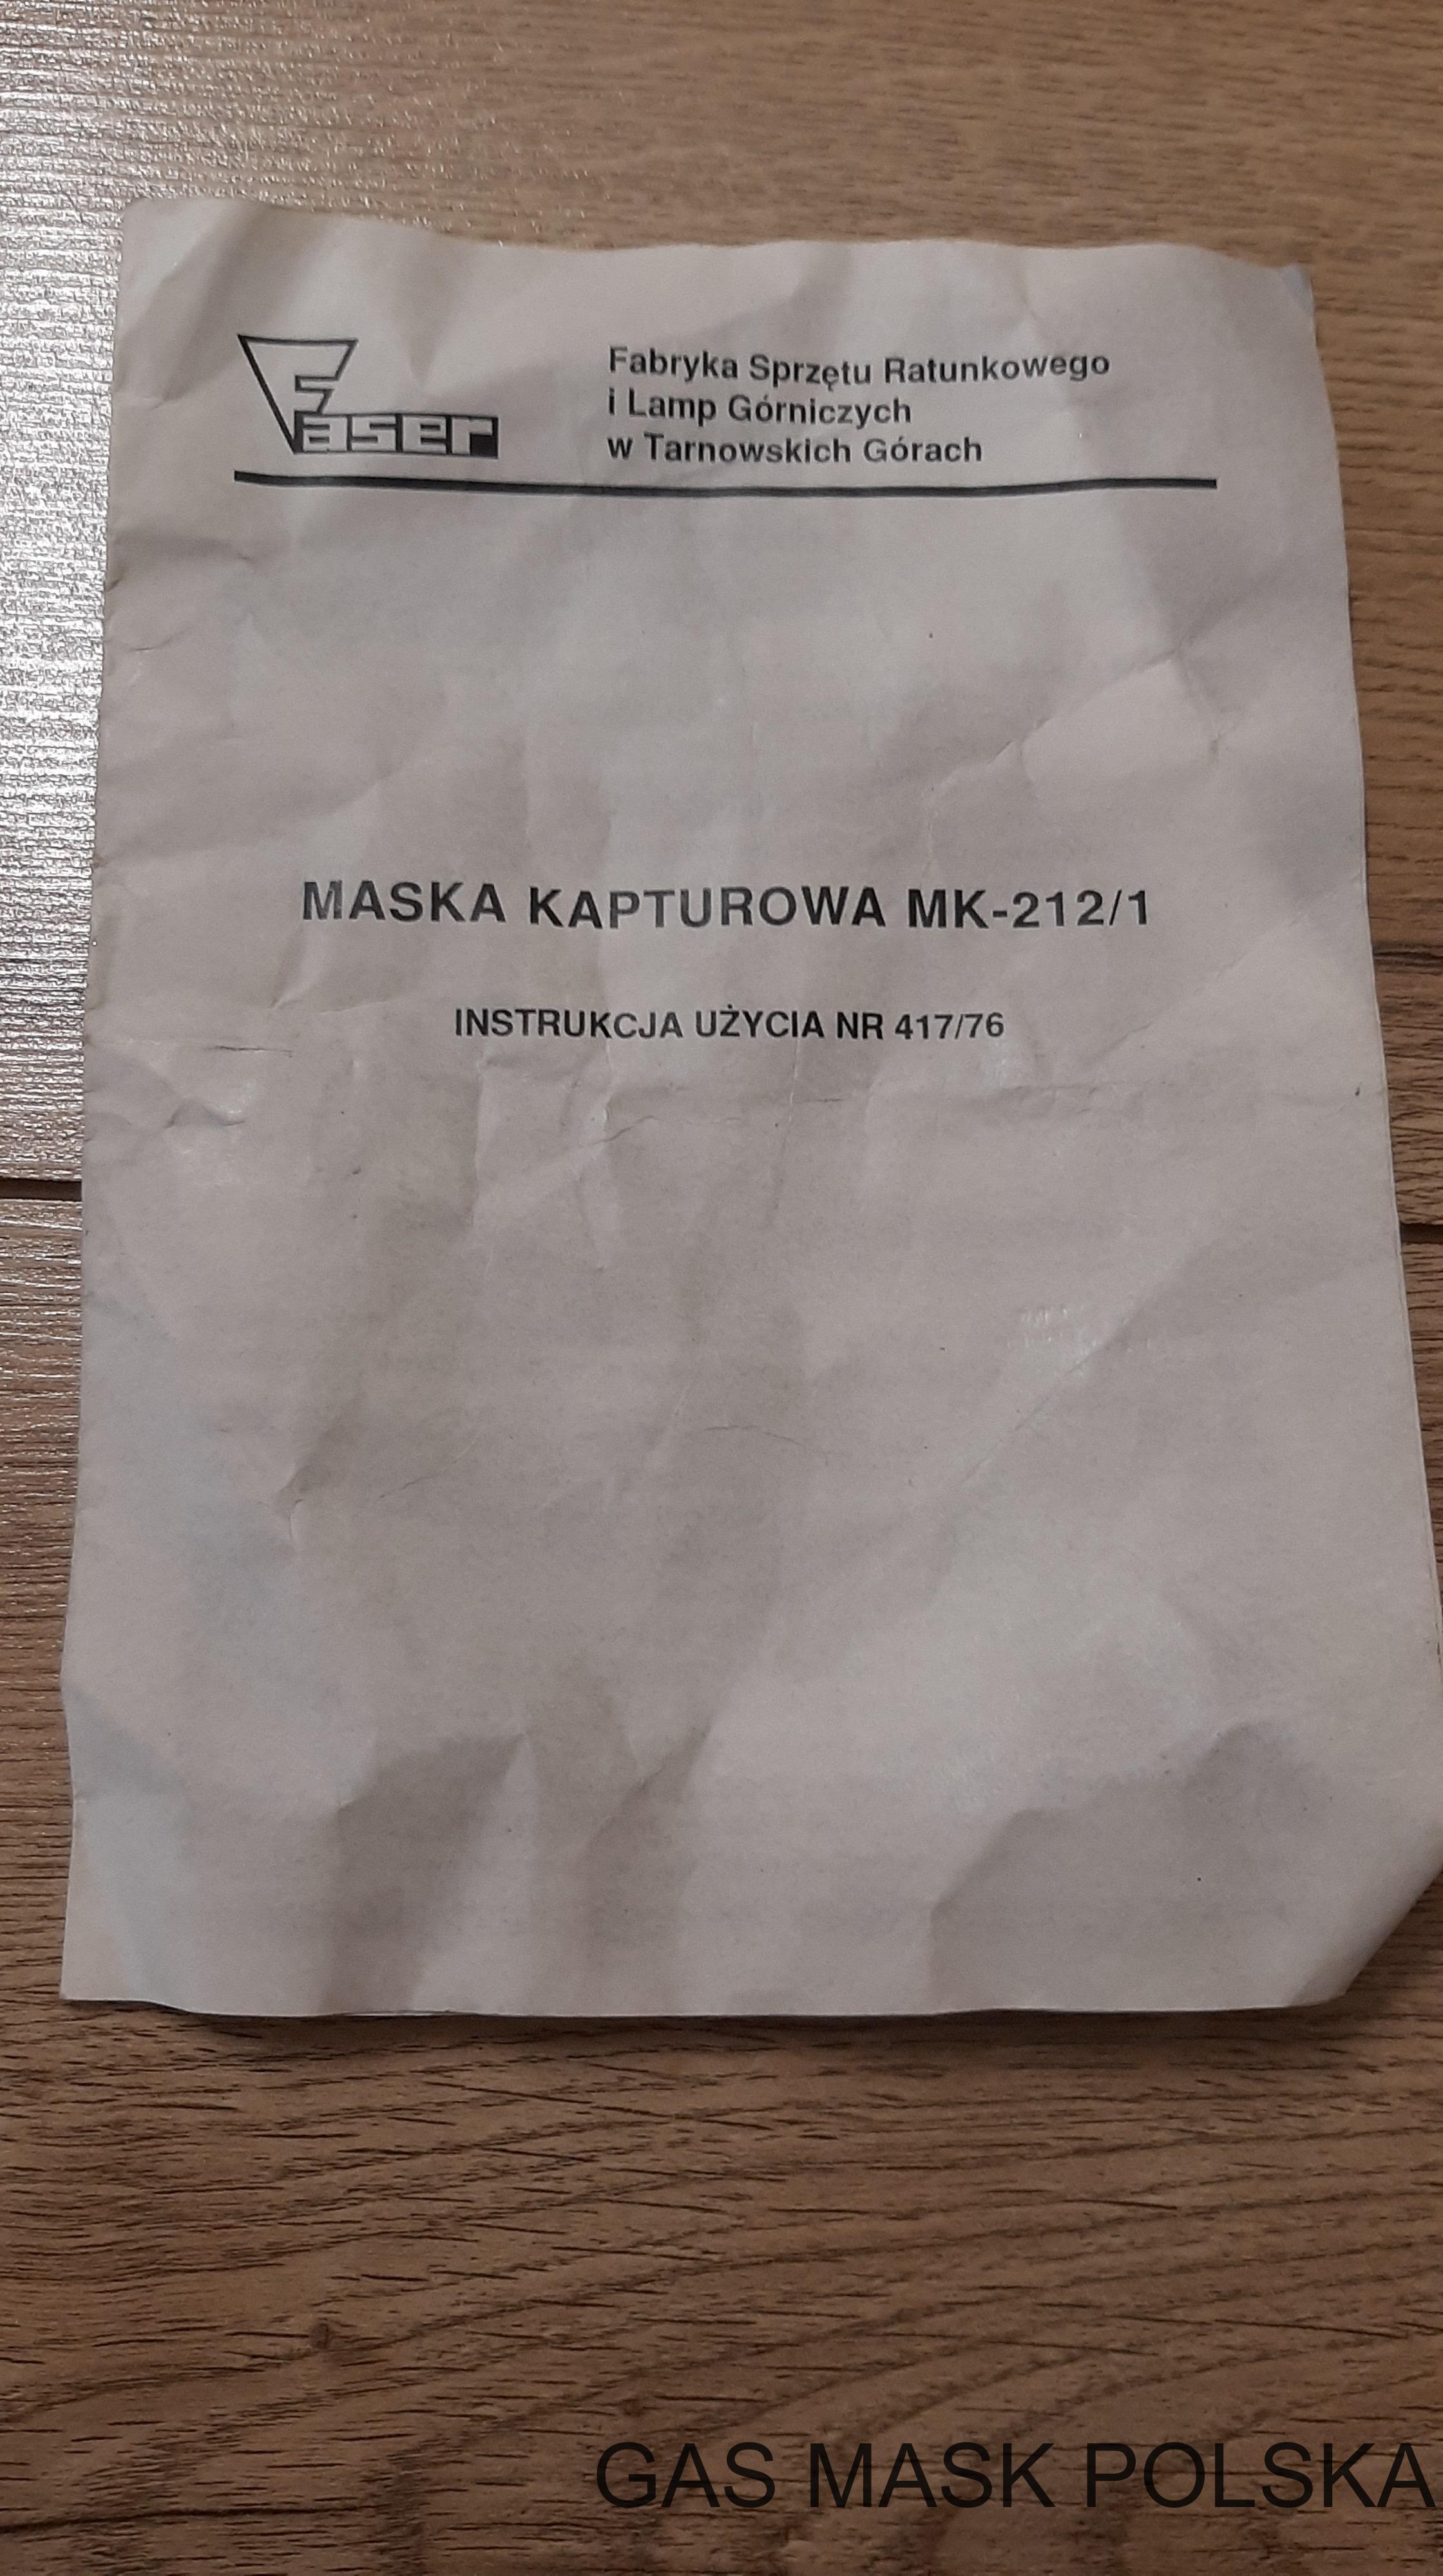 Faser
Fabryka Sprzętu Ratunkowego
i Lamp Górniczych
w Tarnowskich Górach
MASKA KAPTUROWA MK-212/1
INSTRUKCJA UŻYCIA NR 417/76
GAS MASK POLSKA